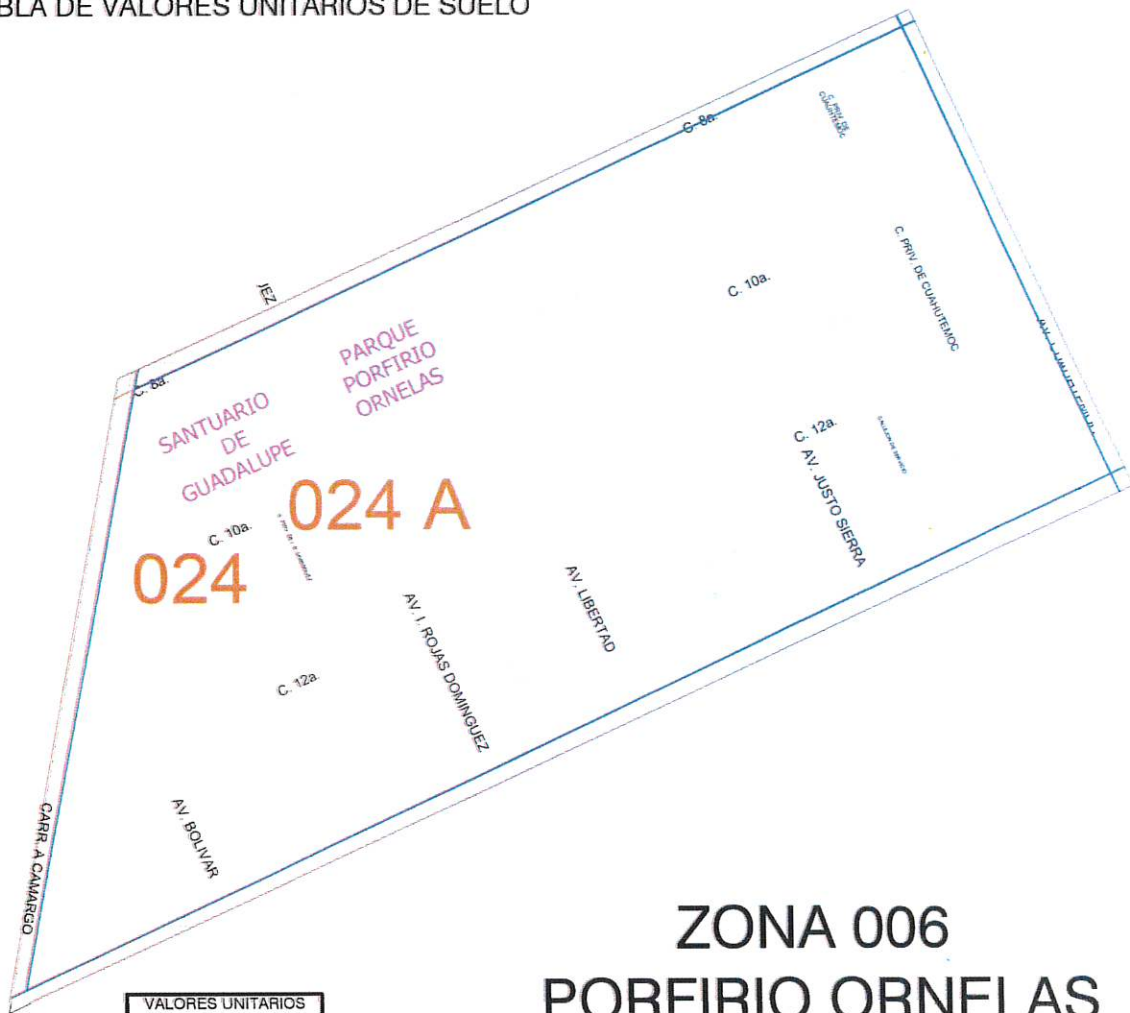 BLA DE VALORES UNITARIOS DE SUELO
C. 8a.
C. PRIV. DE
CUAUHTEMOC
C. 10a.
C. PRIV. DE CUAHUTEMOC
JEZ
PARQUE
PORFIRIO
ORNELAS
C. 8a.
SANTUARIO
DE
GUADALUPE
C. 12a.
AV. JUSTO SIERRA
024 A
C. 10a.
024
AV. LIBERTAD
AV. I. ROJAS DOMINGUEZ
C. 12a.
AV. BOLIVAR
CARR. A CAMARGO
ZONA 006
PORFIRIO ORNELAS
VALORES UNITARIOS